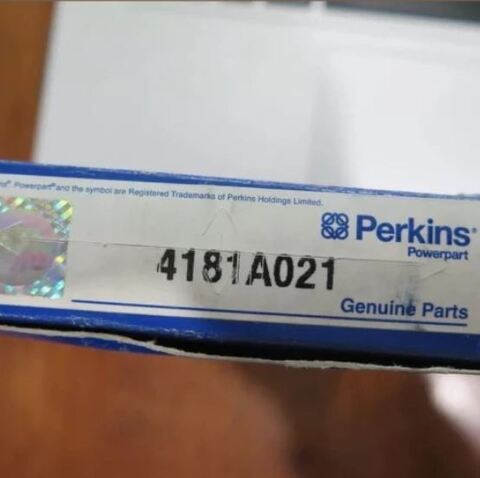 Powerpart® and the symbol are Registered Trademarks of Perkins Holdings Limited.
Perkins®
Powerpart
4181A021
Genuine Parts